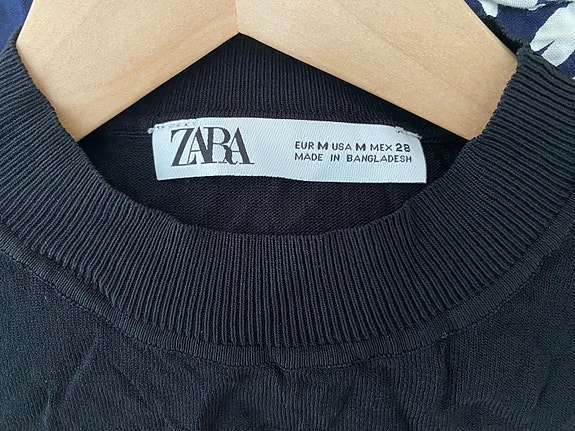 ZARA
EUR M USA M MEX 28
MADE IN BANGLADESH